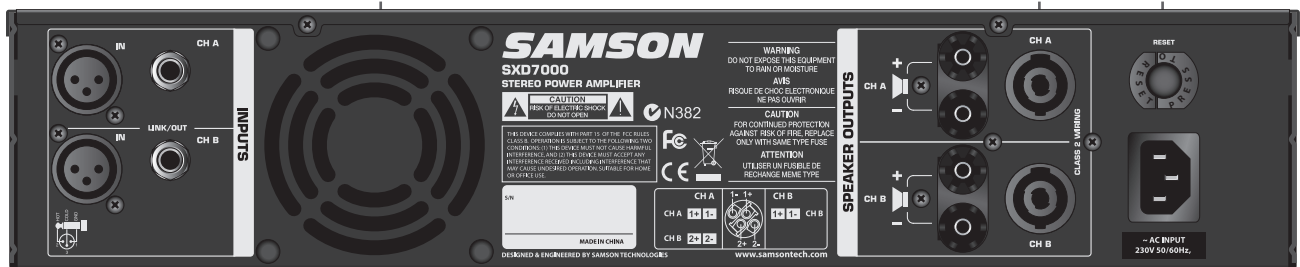 IN
CH A
LINK/OUT
IN
CH B
INPUTS
HOT
COLD
GND
SAMSON
SXD7000
STEREO POWER AMPLIFIER
CAUTION
RISK OF ELECTRIC SHOCK
DO NOT OPEN
N382
THIS DEVICE COMPLIES WITH PART 15 OF THE FCC RULES
CLASS B. OPERATION IS SUBJECT TO THE FOLLOWING TWO
CONDITIONS: (1) THIS DEVICE MUST NOT CAUSE HARMFUL
INTERFERENCE, AND (2) THIS DEVICE MUST ACCEPT ANY
INTERFERENCE RECEIVED INCLUDING INTERFERENCE THAT
MAY CAUSE UNDESIRED OPERATION, SUITABLE FOR HOME
OR OFFICE USE.
FC
CE
S/N
MADE IN CHINA
DESIGNED & ENGINEERED BY SAMSON TECHNOLOGIES
WARNING
DO NOT EXPOSE THIS EQUIPMENT
TO RAIN OR MOISTURE
AVIS
RISQUE DE CHOC ELECTRONIQUE
NE PAS OUVRIR
CAUTION
FOR CONTINUED PROTECTION
AGAINST RISK OF FIRE, REPLACE
ONLY WITH SAME TYPE FUSE
ATTENTION
UTILISER UN FUSIBLE DE
RECHANGE MEME TYPE
CH A 1- 1+ CH B
CH A 1+ 1- 1+ 1- CH B
CH B 2+ 2- 2+ 2-
www.samsontech.com
SPEAKER OUTPUTS
CH A + -
CH B + -
CH A
CH B
CLASS 2 WIRING
RESET
PRESS TO RESET
~ AC INPUT
230V 50/60Hz,